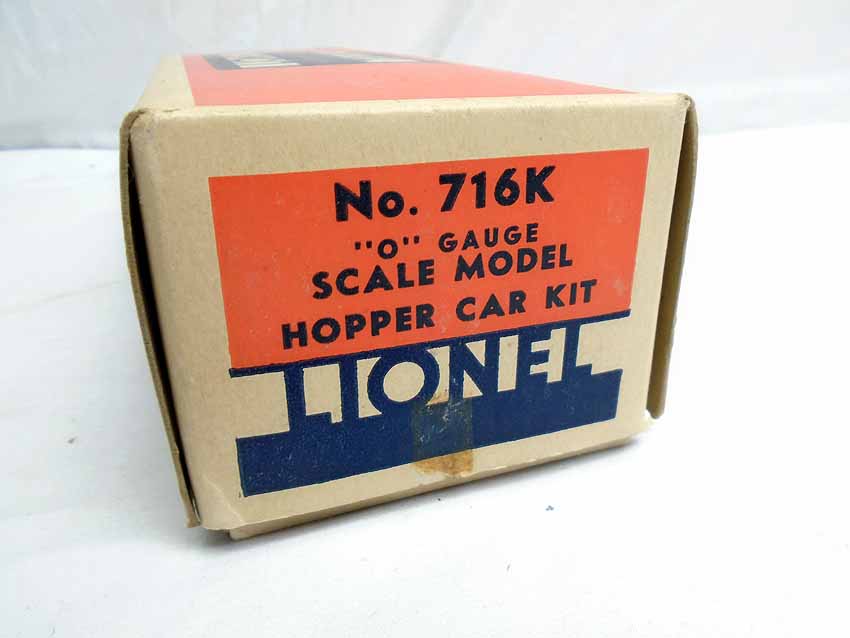 No. 716K
"O" GAUGE
SCALE MODEL
HOPPER CAR KIT
LIONEL